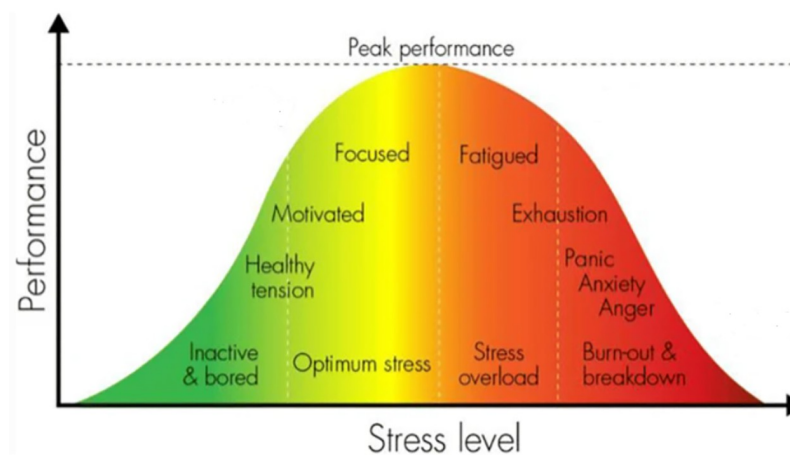 Peak performance
Performance
Focused
Fatigued
Motivated
Exhaustion
Healthy
tension
Panic
Anxiety
Anger
Inactive
& bored
Optimum stress
Stress
overload
Burn-out &
breakdown
Stress level